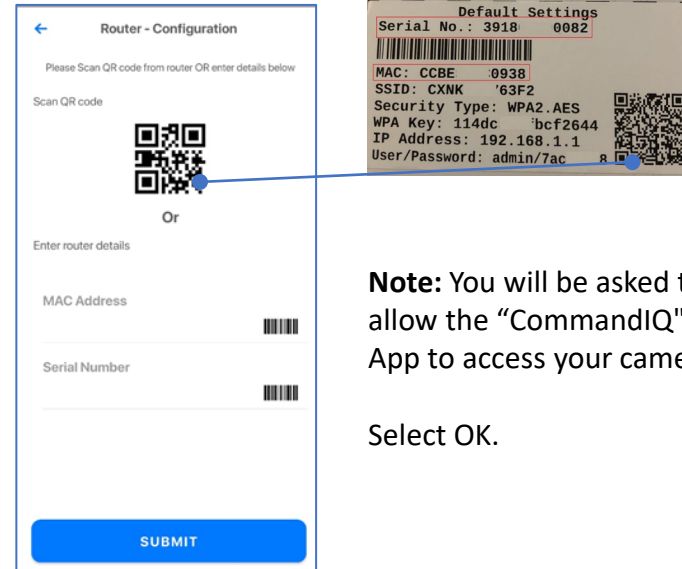 Router - Configuration
Please Scan QR code from router OR enter details below
Scan QR code
Or
Enter router details
MAC Address
Serial Number
SUBMIT
Default Settings
Serial No.: 3918 0082
MAC: CCBE 0938
SSID: CXNK 63F2
Security Type: WPA2.AES
WPA Key: 114dc bcf2644
IP Address: 192.168.1.1
User/Password: admin/7ac 8
Note: You will be asked
allow the “CommandIQ"
App to access your
Select OK.